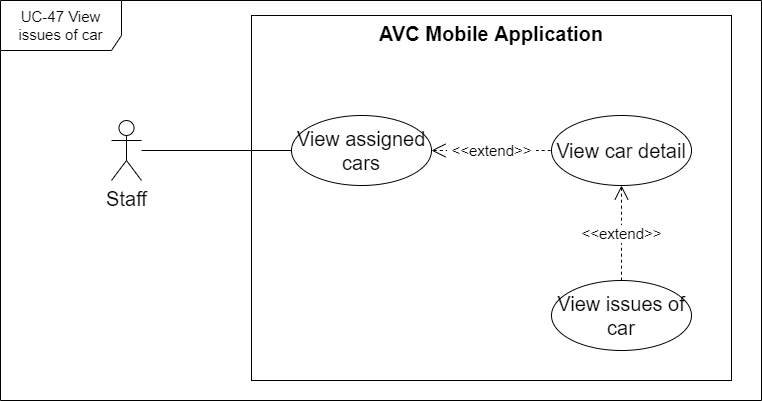 UC-47 View
issues of car
AVC Mobile Application
View assigned
cars
<<extend>>
View car detail
Staff
<<extend>>
View issues of
car